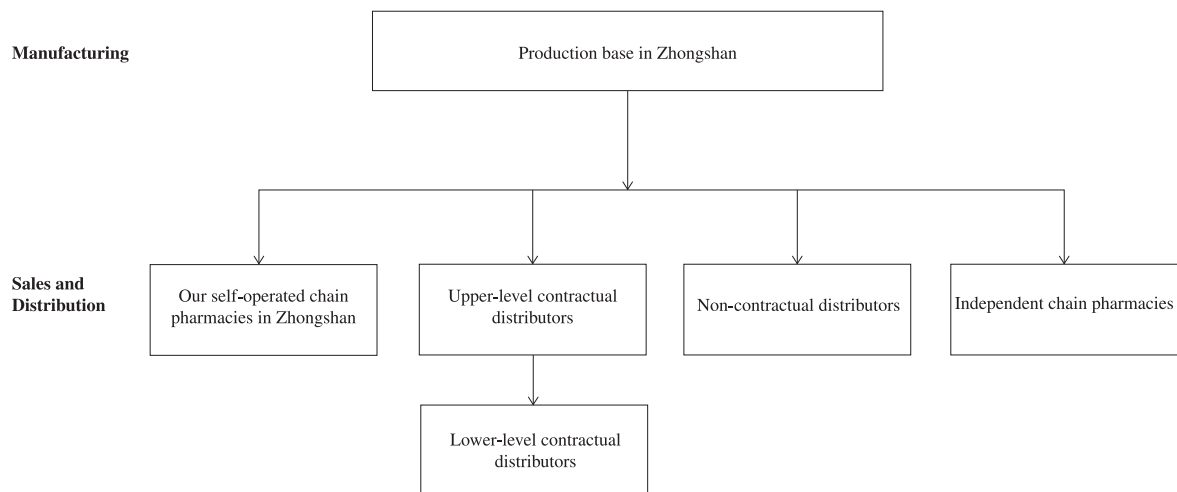 Manufacturing
Production base in Zhongshan
Sales and
Distribution
Our self-operated chain
pharmacies in Zhongshan
Upper-level contractual
distributors
Non-contractual distributors
Independent chain pharmacies
Lower-level contractual
distributors